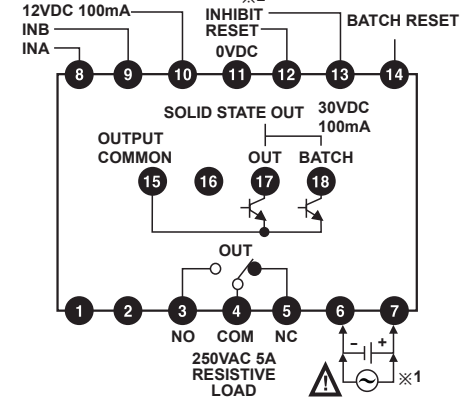 12VDC 100mA
INB
INA
INHIBIT
RESET
0VDC
BATCH RESET
8 9 10 11 12 13 14
SOLID STATE OUT
30VDC
100mA
OUTPUT
COMMON
OUT BATCH
15 16 17 18
OUT
1 2 3 4 5 6 7
NO COM NC
- +
250VAC 5A
RESISTIVE
LOAD
! ※1